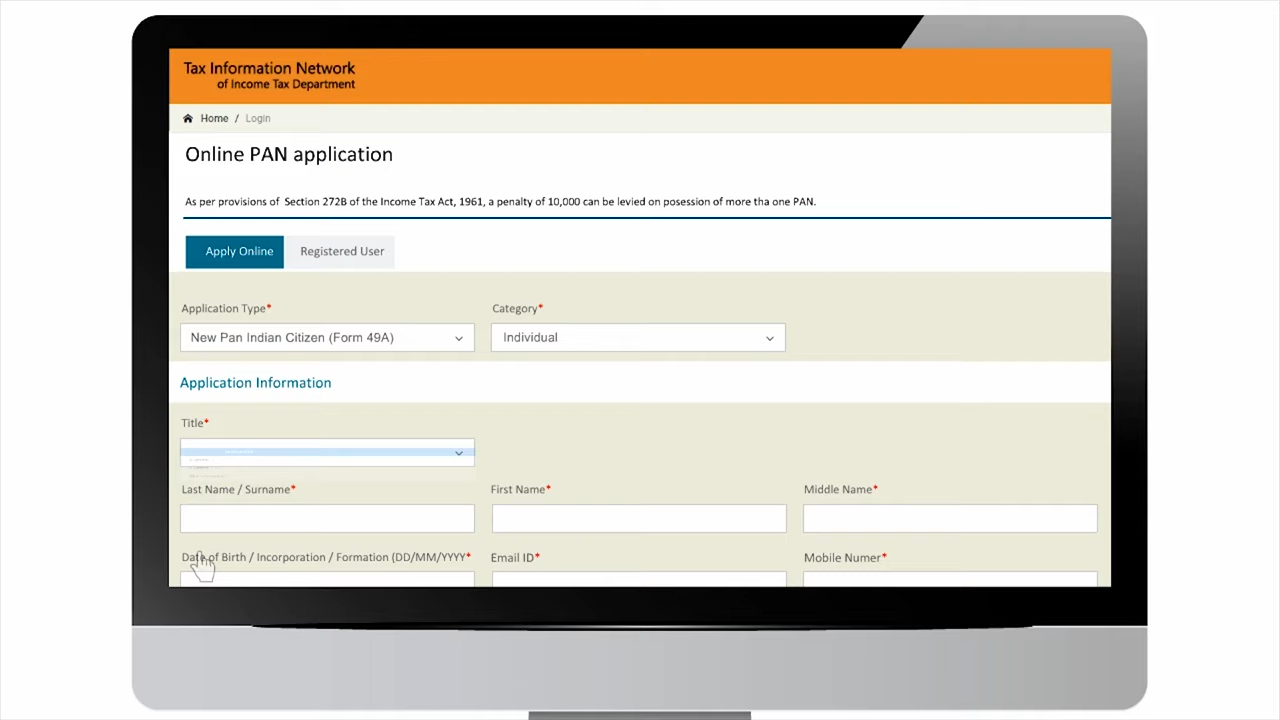 Tax Information Network
of Income Tax Department
Home / Login
Online PAN application
As per provisions of Section 272B of the Income Tax Act, 1961, a penalty of 10,000 can be levied on posession of more tha one PAN.
Apply Online Registered User
Application Type* Category*
New Pan Indian Citizen (Form 49A) Individual
Application Information
Title*
Last Name / Surname* First Name* Middle Name*
Date of Birth / Incorporation / Formation (DD/MM/YYYY* Email ID* Mobile Numer*